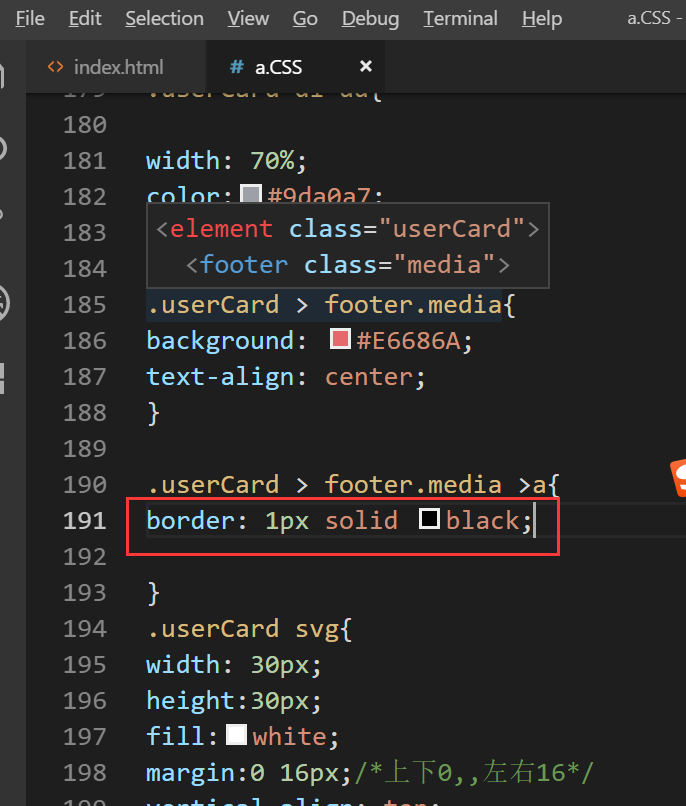 File Edit Selection View Go Debug Terminal Help a.CSS -
<> index.html # a.CSS ×
179 .userCard dl dd{
180
181 width: 70%;
182 color: #9da0a7;
183 <element class="userCard">
184 <footer class="media">
185 .userCard > footer.media{
186 background: #E6686A;
187 text-align: center;
188 }
189
190 .userCard > footer.media >a{
191 border: 1px solid black;
192
193 }
194 .userCard svg{
195 width: 30px;
196 height:30px;
197 fill: white;
198 margin:0 16px;/*上下0,,左右16*/
199 vertical-align: top;